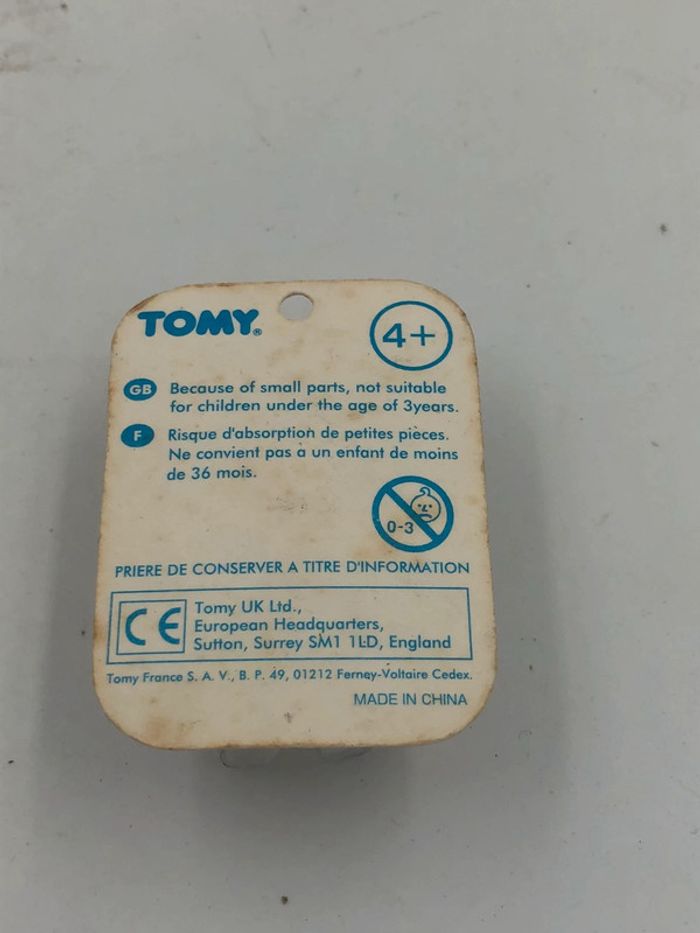 TOMY®
4+
GB Because of small parts, not suitable
for children under the age of 3years.
F Risque d'absorption de petites pièces.
Ne convient pas à un enfant de moins
de 36 mois.
0-3
PRIERE DE CONSERVER A TITRE D'INFORMATION
CE Tomy UK Ltd.,
European Headquarters,
Sutton, Surrey SM1 1LD, England
Tomy France S. A. V., B. P. 49, 01212 Ferney-Voltaire Cedex.
MADE IN CHINA